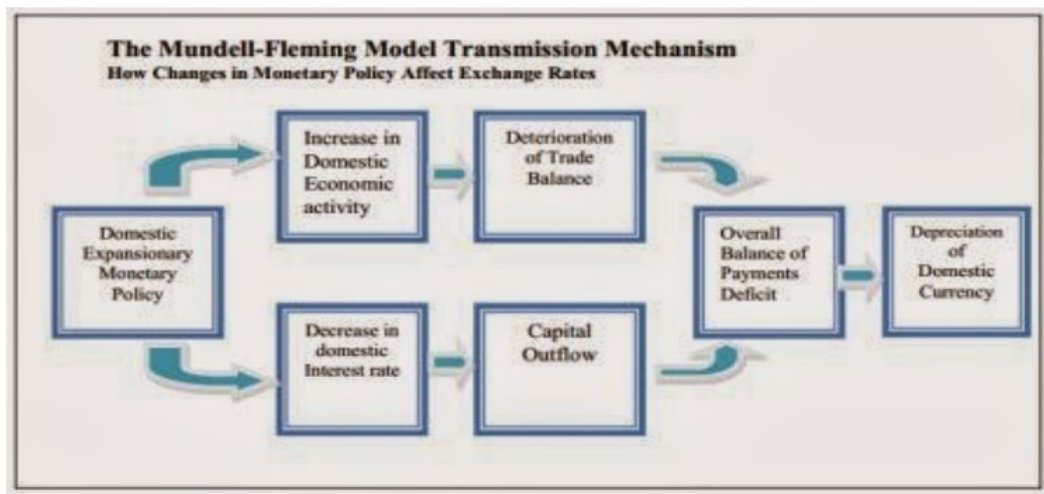 The Mundell-Fleming Model Transmission Mechanism
How Changes in Monetary Policy Affect Exchange Rates
Domestic
Expansionary
Monetary
Policy
Increase in
Domestic
Economic
activity
Deterioration
of Trade
Balance
Decrease in
domestic
Interest rate
Capital
Outflow
Overall
Balance of
Payments
Deficit
Depreciation
of
Domestic
Currency